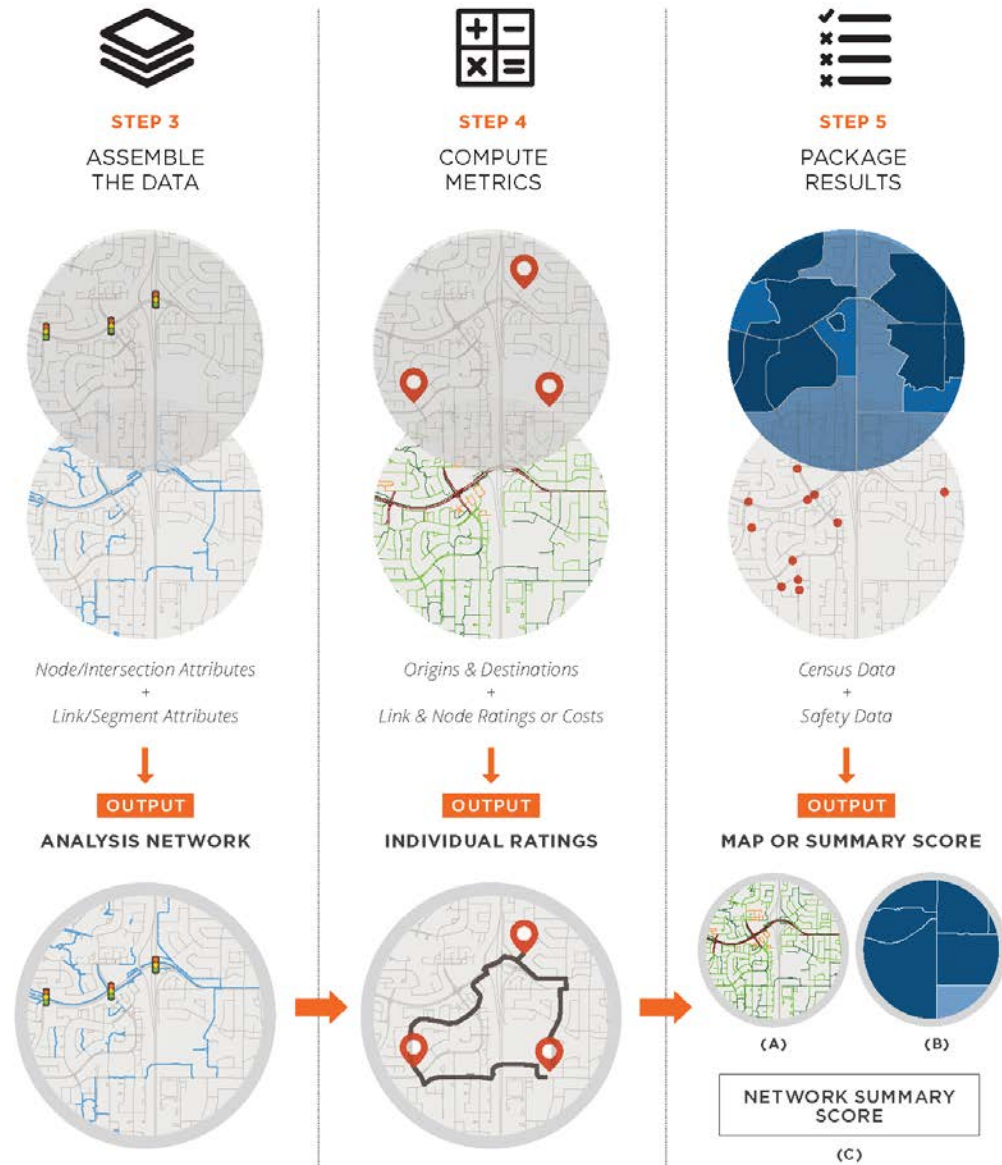 STEP 3
ASSEMBLE
THE DATA
Node/Intersection Attributes
+
Link/Segment Attributes
OUTPUT
ANALYSIS NETWORK
STEP 4
COMPUTE
METRICS
Origins & Destinations
+
Link & Node Ratings or Costs
OUTPUT
INDIVIDUAL RATINGS
STEP 5
PACKAGE
RESULTS
Census Data
+
Safety Data
OUTPUT
MAP OR SUMMARY SCORE
(A)
(B)
NETWORK SUMMARY
SCORE
(C)